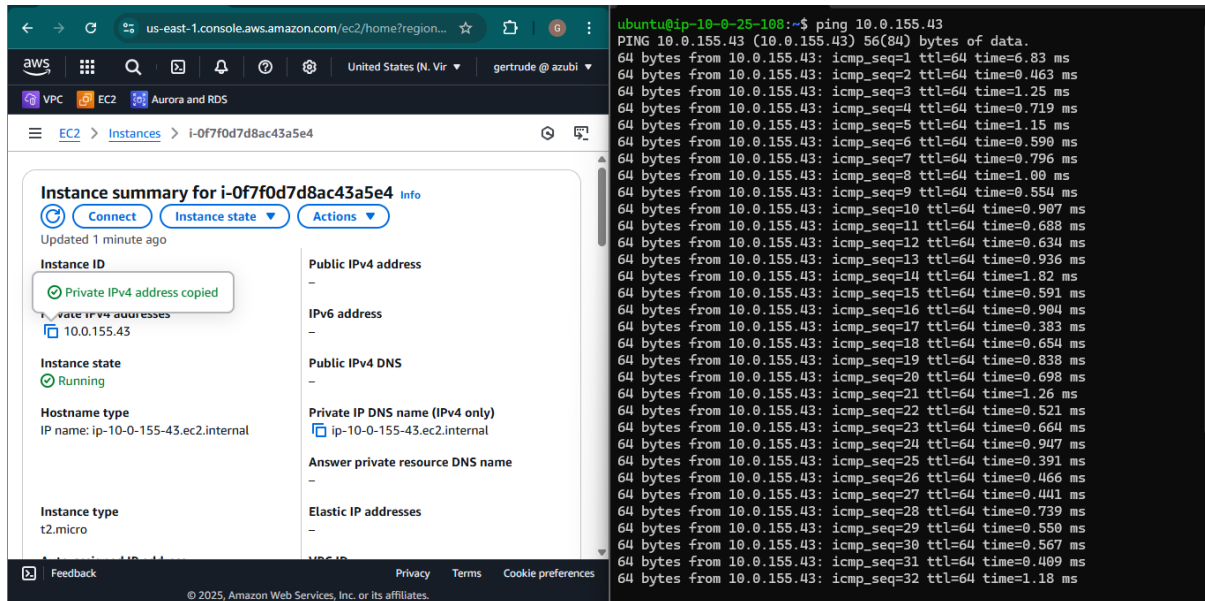 us-east-1.console.aws.amazon.com/ec2/home?region...
G
aws
United States (N. Vir
gertrude @ azubi
VPC
EC2
Aurora and RDS
EC2 > Instances > i-0f7f0d7d8ac43a5e4
Instance summary for i-0f7f0d7d8ac43a5e4 Info
Connect
Instance state
Actions
Updated 1 minute ago
Instance ID
Private IPv4 address copied
Private IPv4 addresses
10.0.155.43
Instance state
Running
Hostname type
IP name: ip-10-0-155-43.ec2.internal
Instance type
t2.micro
Public IPv4 address
–
IPv6 address
–
Public IPv4 DNS
–
Private IP DNS name (IPv4 only)
ip-10-0-155-43.ec2.internal
Answer private resource DNS name
–
Elastic IP addresses
–
Feedback
Privacy
Terms
Cookie preferences
© 2025, Amazon Web Services, Inc. or its affiliates.
ubuntu@ip-10-0-25-108:~$ ping 10.0.155.43
PING 10.0.155.43 (10.0.155.43) 56(84) bytes of data.
64 bytes from 10.0.155.43: icmp_seq=1 ttl=64 time=6.83 ms
64 bytes from 10.0.155.43: icmp_seq=2 ttl=64 time=0.463 ms
64 bytes from 10.0.155.43: icmp_seq=3 ttl=64 time=1.25 ms
64 bytes from 10.0.155.43: icmp_seq=4 ttl=64 time=0.719 ms
64 bytes from 10.0.155.43: icmp_seq=5 ttl=64 time=1.15 ms
64 bytes from 10.0.155.43: icmp_seq=6 ttl=64 time=0.590 ms
64 bytes from 10.0.155.43: icmp_seq=7 ttl=64 time=0.796 ms
64 bytes from 10.0.155.43: icmp_seq=8 ttl=64 time=1.00 ms
64 bytes from 10.0.155.43: icmp_seq=9 ttl=64 time=0.554 ms
64 bytes from 10.0.155.43: icmp_seq=10 ttl=64 time=0.907 ms
64 bytes from 10.0.155.43: icmp_seq=11 ttl=64 time=0.688 ms
64 bytes from 10.0.155.43: icmp_seq=12 ttl=64 time=0.634 ms
64 bytes from 10.0.155.43: icmp_seq=13 ttl=64 time=0.936 ms
64 bytes from 10.0.155.43: icmp_seq=14 ttl=64 time=1.82 ms
64 bytes from 10.0.155.43: icmp_seq=15 ttl=64 time=0.591 ms
64 bytes from 10.0.155.43: icmp_seq=16 ttl=64 time=0.904 ms
64 bytes from 10.0.155.43: icmp_seq=17 ttl=64 time=0.383 ms
64 bytes from 10.0.155.43: icmp_seq=18 ttl=64 time=0.654 ms
64 bytes from 10.0.155.43: icmp_seq=19 ttl=64 time=0.838 ms
64 bytes from 10.0.155.43: icmp_seq=20 ttl=64 time=0.698 ms
64 bytes from 10.0.155.43: icmp_seq=21 ttl=64 time=1.26 ms
64 bytes from 10.0.155.43: icmp_seq=22 ttl=64 time=0.521 ms
64 bytes from 10.0.155.43: icmp_seq=23 ttl=64 time=0.664 ms
64 bytes from 10.0.155.43: icmp_seq=24 ttl=64 time=0.947 ms
64 bytes from 10.0.155.43: icmp_seq=25 ttl=64 time=0.391 ms
64 bytes from 10.0.155.43: icmp_seq=26 ttl=64 time=0.466 ms
64 bytes from 10.0.155.43: icmp_seq=27 ttl=64 time=0.441 ms
64 bytes from 10.0.155.43: icmp_seq=28 ttl=64 time=0.739 ms
64 bytes from 10.0.155.43: icmp_seq=29 ttl=64 time=0.550 ms
64 bytes from 10.0.155.43: icmp_seq=30 ttl=64 time=0.567 ms
64 bytes from 10.0.155.43: icmp_seq=31 ttl=64 time=0.409 ms
64 bytes from 10.0.155.43: icmp_seq=32 ttl=64 time=1.18 ms